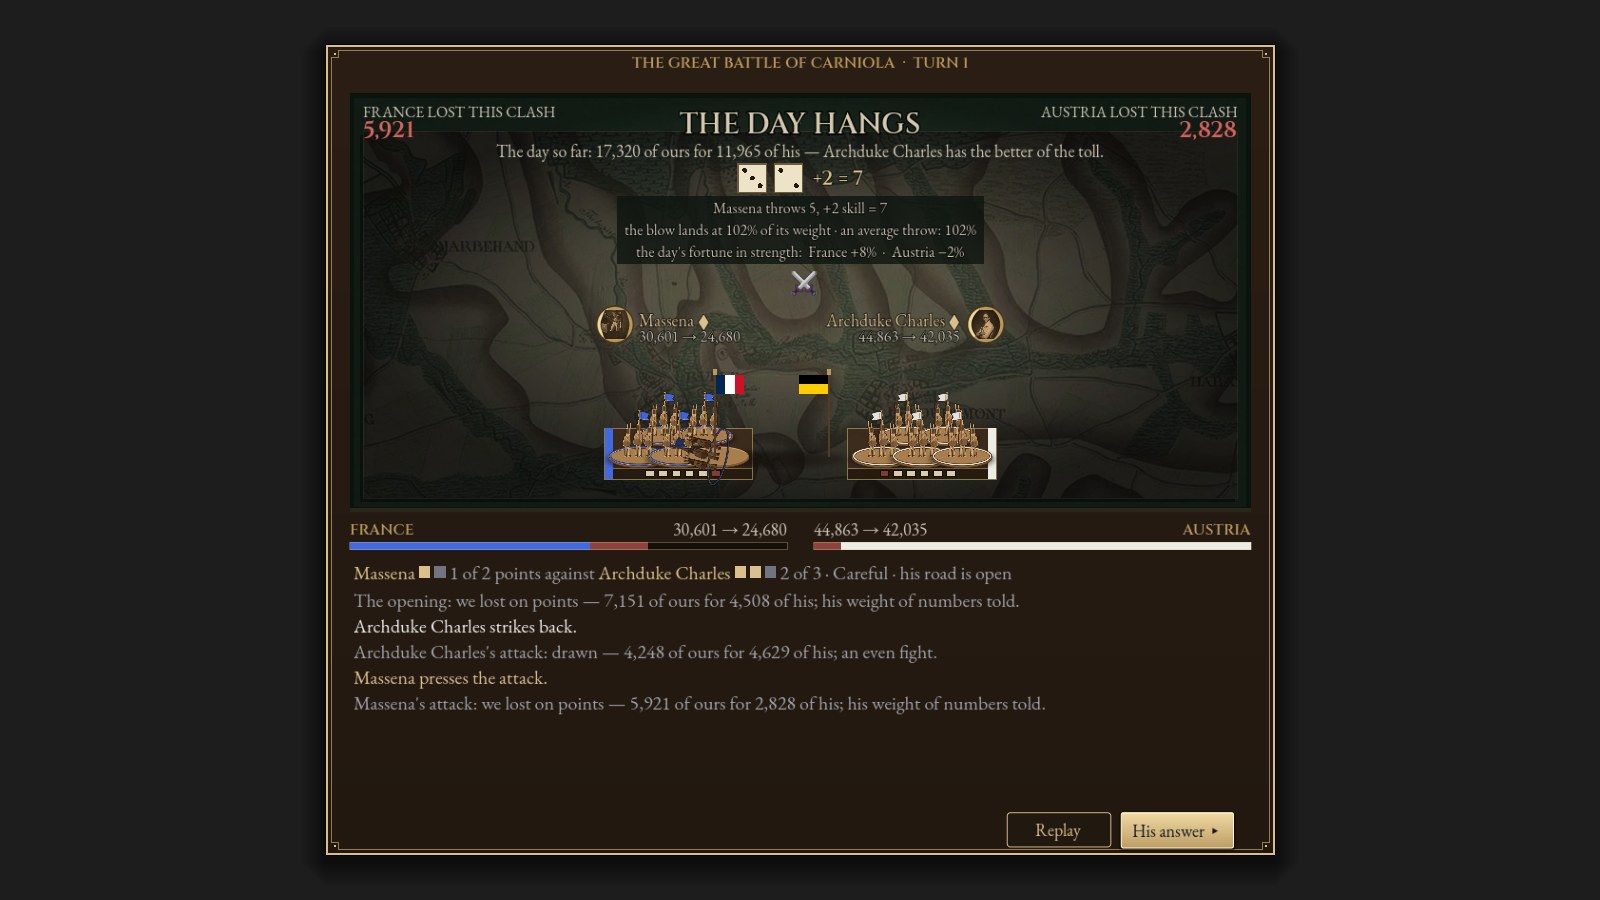 THE GREAT BATTLE OF CARNIOLA · TURN 1
FRANCE LOST THIS CLASH
5,921
THE DAY HANGS
AUSTRIA LOST THIS CLASH
2,828
The day so far: 17,320 of ours for 11,965 of his — Archduke Charles has the better of the toll.
+2 = 7
Massena throws 5, +2 skill = 7
the blow lands at 102% of its weight · an average throw: 102%
the day's fortune in strength: France +8% · Austria −2%
Massena
30,601 → 24,680
Archduke Charles
44,863 → 42,035
FRANCE
30,601 → 24,680
44,863 → 42,035
AUSTRIA
Massena 1 of 2 points against Archduke Charles 2 of 3 · Careful · his road is open
The opening: we lost on points — 7,151 of ours for 4,508 of his; his weight of numbers told.
Archduke Charles strikes back.
Archduke Charles's attack: drawn — 4,248 of ours for 4,629 of his; an even fight.
Massena presses the attack.
Massena's attack: we lost on points — 5,921 of ours for 2,828 of his; his weight of numbers told.
Replay
His answer ▸